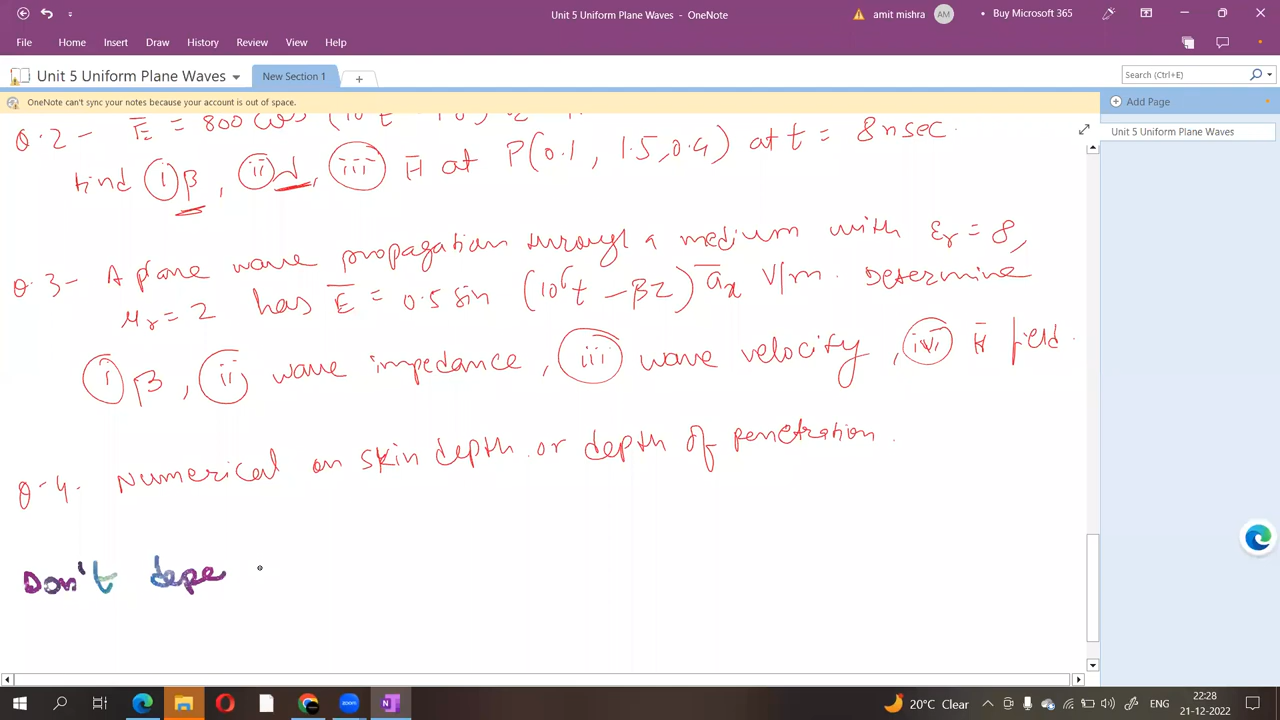 Unit 5 Uniform Plane Waves - OneNote
amit mishra AM Buy Microsoft 365
File Home Insert Draw History Review View Help
Unit 5 Uniform Plane Waves New Section 1 +
Search (Ctrl+E)
OneNote can't sync your notes because your account is out of space.
Add Page
Unit 5 Uniform Plane Waves
Q.2- E̅ = 800 cos
find (i) β, (ii) λ, (iii) H̅ at P(0.1, 1.5, 0.4) at t = 8 nsec.
Q.3- A plane wave propagation through a medium with εr = 8,
μr = 2 has E̅ = 0.5 sin (10⁶t - βz) a̅x V/m. Determine
(i) β, (ii) wave impedance, (iii) wave velocity, (iv) H̅ field.
Q-4. Numerical on skin depth or depth of penetration.
Don't depe
20°C Clear
ENG
22:28
21-12-2022